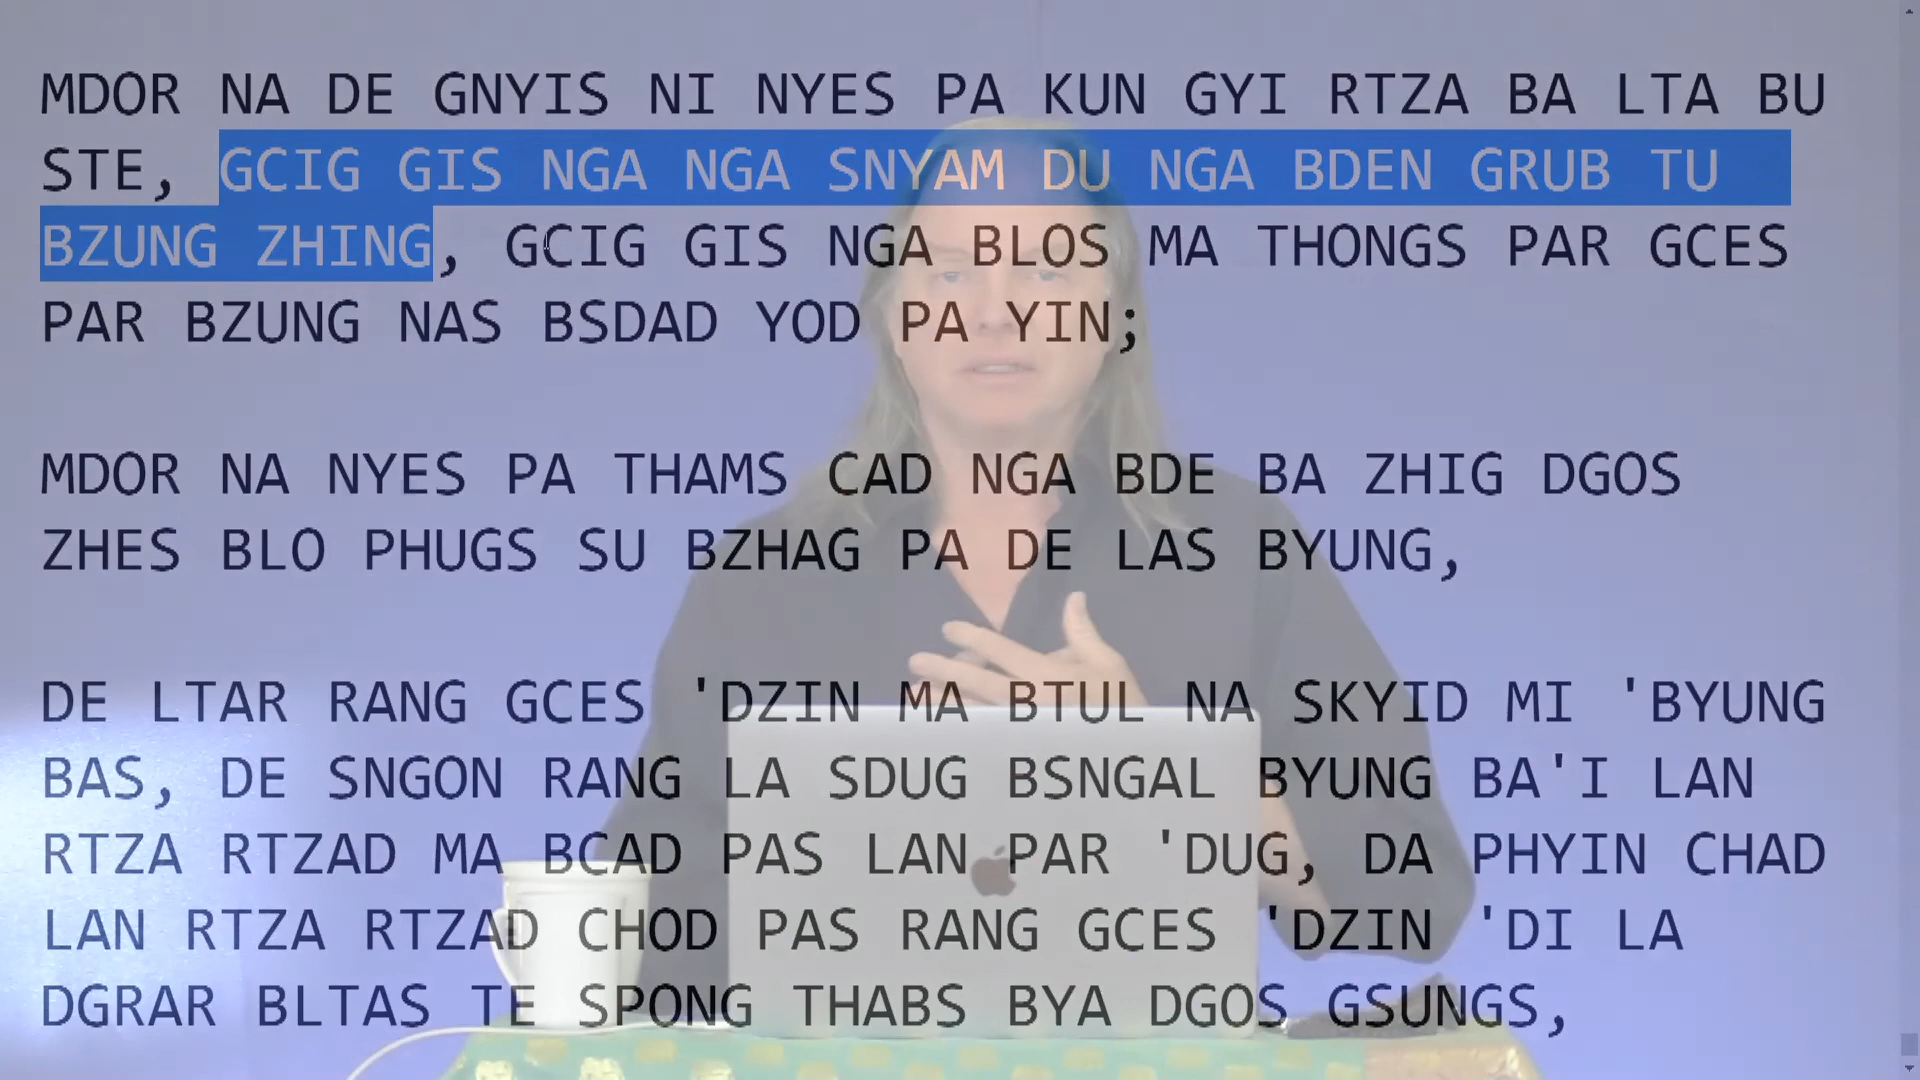 MDOR NA DE GNYIS NI NYES PA KUN GYI RTZA BA LTA BU
STE, GCIG GIS NGA NGA SNYAM DU NGA BDEN GRUB TU
BZUNG ZHING, GCIG GIS NGA BLOS MA THONGS PAR GCES
PAR BZUNG NAS BSDAD YOD PA YIN;
MDOR NA NYES PA THAMS CAD NGA BDE BA ZHIG DGOS
ZHES BLO PHUGS SU BZHAG PA DE LAS BYUNG,
DE LTAR RANG GCES 'DZIN MA BTUL NA SKYID MI 'BYUNG
BAS, DE SNGON RANG LA SDUG BSNGAL BYUNG BA'I LAN
RTZA RTZAD MA BCAD PAS LAN PAR 'DUG, DA PHYIN CHAD
LAN RTZA RTZAD CHOD PAS RANG GCES 'DZIN 'DI LA
DGRAR BLTAS TE SPONG THABS BYA DGOS GSUNGS,